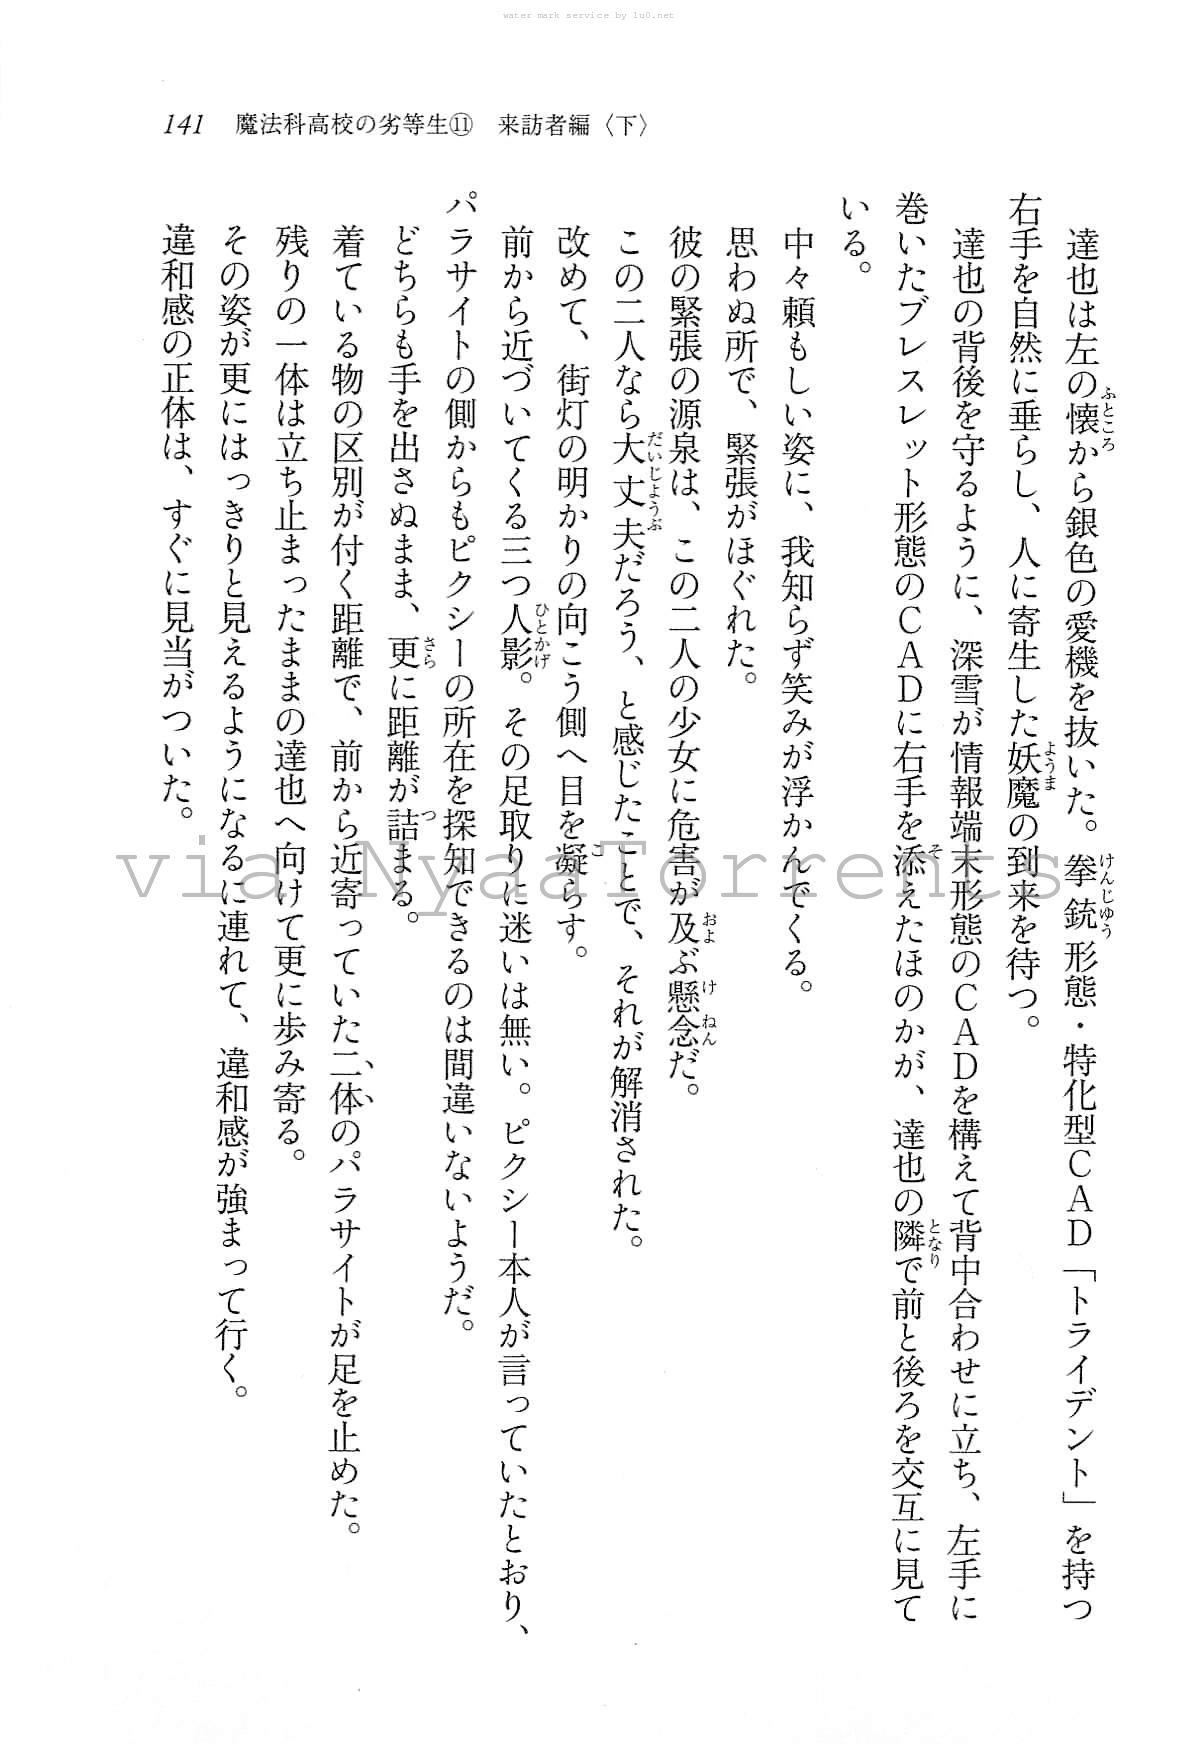 water mark service by lu0.net
141 魔法科高校の劣等生⑪ 来訪者編〈下〉
達也は左の懐から銀色の愛機を抜いた。拳銃形態・特化型ＣＡＤ「トライデント」を持つ
右手を自然に垂らし、人に寄生した妖魔の到来を待つ。
達也の背後を守るように、深雪が情報端末形態のＣＡＤを構えて背中合わせに立ち、左手に
巻いたブレスレット形態のＣＡＤに右手を添えたほのかが、達也の隣で前と後ろを交互に見て
いる。
中々頼もしい姿に、我知らず笑みが浮かんでくる。
思わぬ所で、緊張がほぐれた。
彼の緊張の源泉は、この二人の少女に危害が及ぶ懸念だ。
この二人なら大丈夫だろう、と感じたことで、それが解消された。
改めて、街灯の明かりの向こう側へ目を凝らす。
前から近づいてくる三つ人影。その足取りに迷いは無い。ピクシー本人が言っていたとおり、
パラサイトの側からもピクシーの所在を探知できるのは間違いないようだ。
どちらも手を出さぬまま、更に距離が詰まる。
着ている物の区別が付く距離で、前から近寄っていた二体のパラサイトが足を止めた。
残りの一体は立ち止まったままの達也へ向けて更に歩み寄る。
その姿が更にはっきりと見えるようになるに連れて、違和感が強まって行く。
違和感の正体は、すぐに見当がついた。
via NyaaTorrents